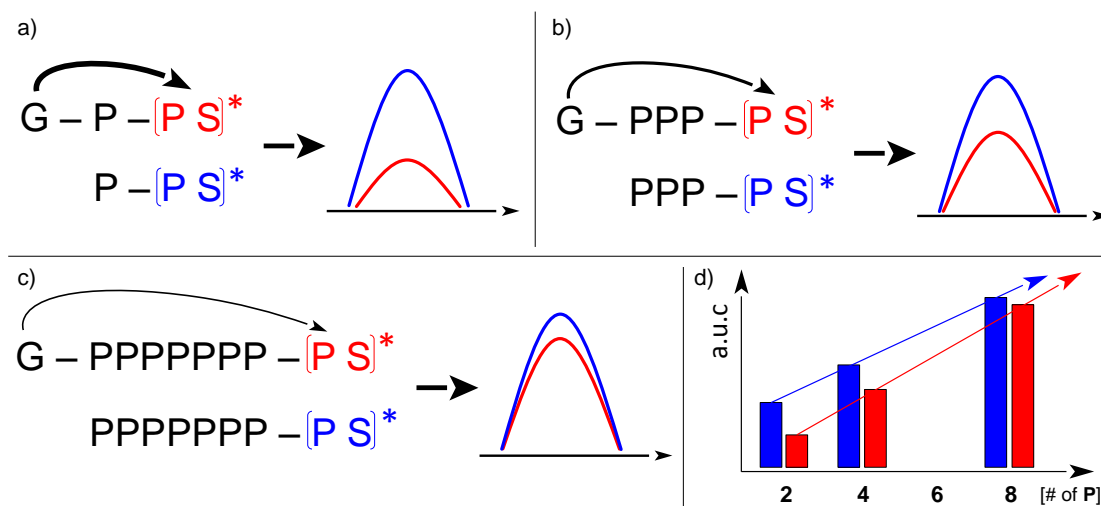 a)
G – P – [P S]*
P – [P S]*
b)
G – PPP – [P S]*
PPP – [P S]*
c)
G – PPPPPPP – [P S]*
PPPPPPP – [P S]*
d)
a.u.c
2 4 6 8 [# of P]